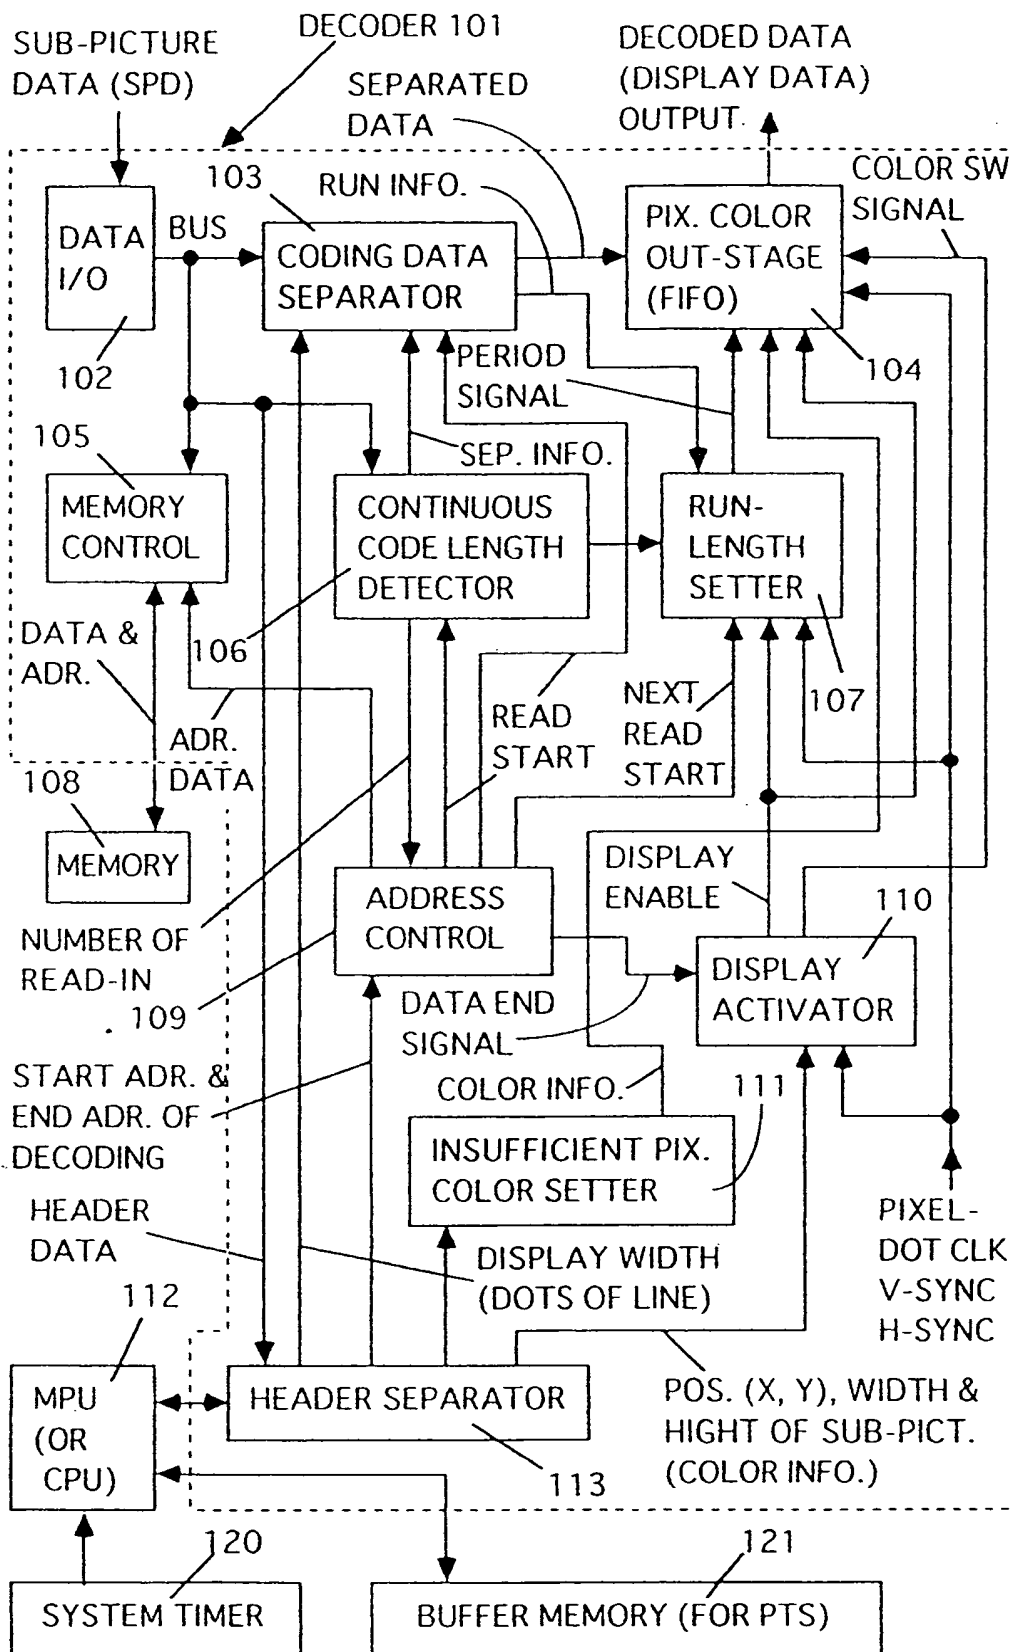 DECODER 101
SUB-PICTURE
DATA (SPD)
SEPARATED
DATA
DECODED DATA
(DISPLAY DATA)
OUTPUT
103
RUN INFO.
COLOR SW
SIGNAL
DATA
I/O
BUS
CODING DATA
SEPARATOR
PIX. COLOR
OUT-STAGE
(FIFO)
102
PERIOD
SIGNAL
104
105
SEP. INFO.
MEMORY
CONTROL
CONTINUOUS
CODE LENGTH
DETECTOR
RUN-
LENGTH
SETTER
DATA &
ADR.
106
107
ADR.
DATA
READ
START
NEXT
READ
START
108
MEMORY
ADDRESS
CONTROL
DISPLAY
ENABLE
110
NUMBER OF
READ-IN
109
DISPLAY
ACTIVATOR
DATA END
SIGNAL
START ADR. &
END ADR. OF
DECODING
COLOR INFO.
111
INSUFFICIENT PIX.
COLOR SETTER
HEADER
DATA
DISPLAY WIDTH
(DOTS OF LINE)
PIXEL-
DOT CLK
V-SYNC
H-SYNC
112
MPU
(OR
CPU)
HEADER SEPARATOR
113
POS. (X, Y), WIDTH &
HIGHT OF SUB-PICT.
(COLOR INFO.)
120
121
SYSTEM TIMER
BUFFER MEMORY (FOR PTS)